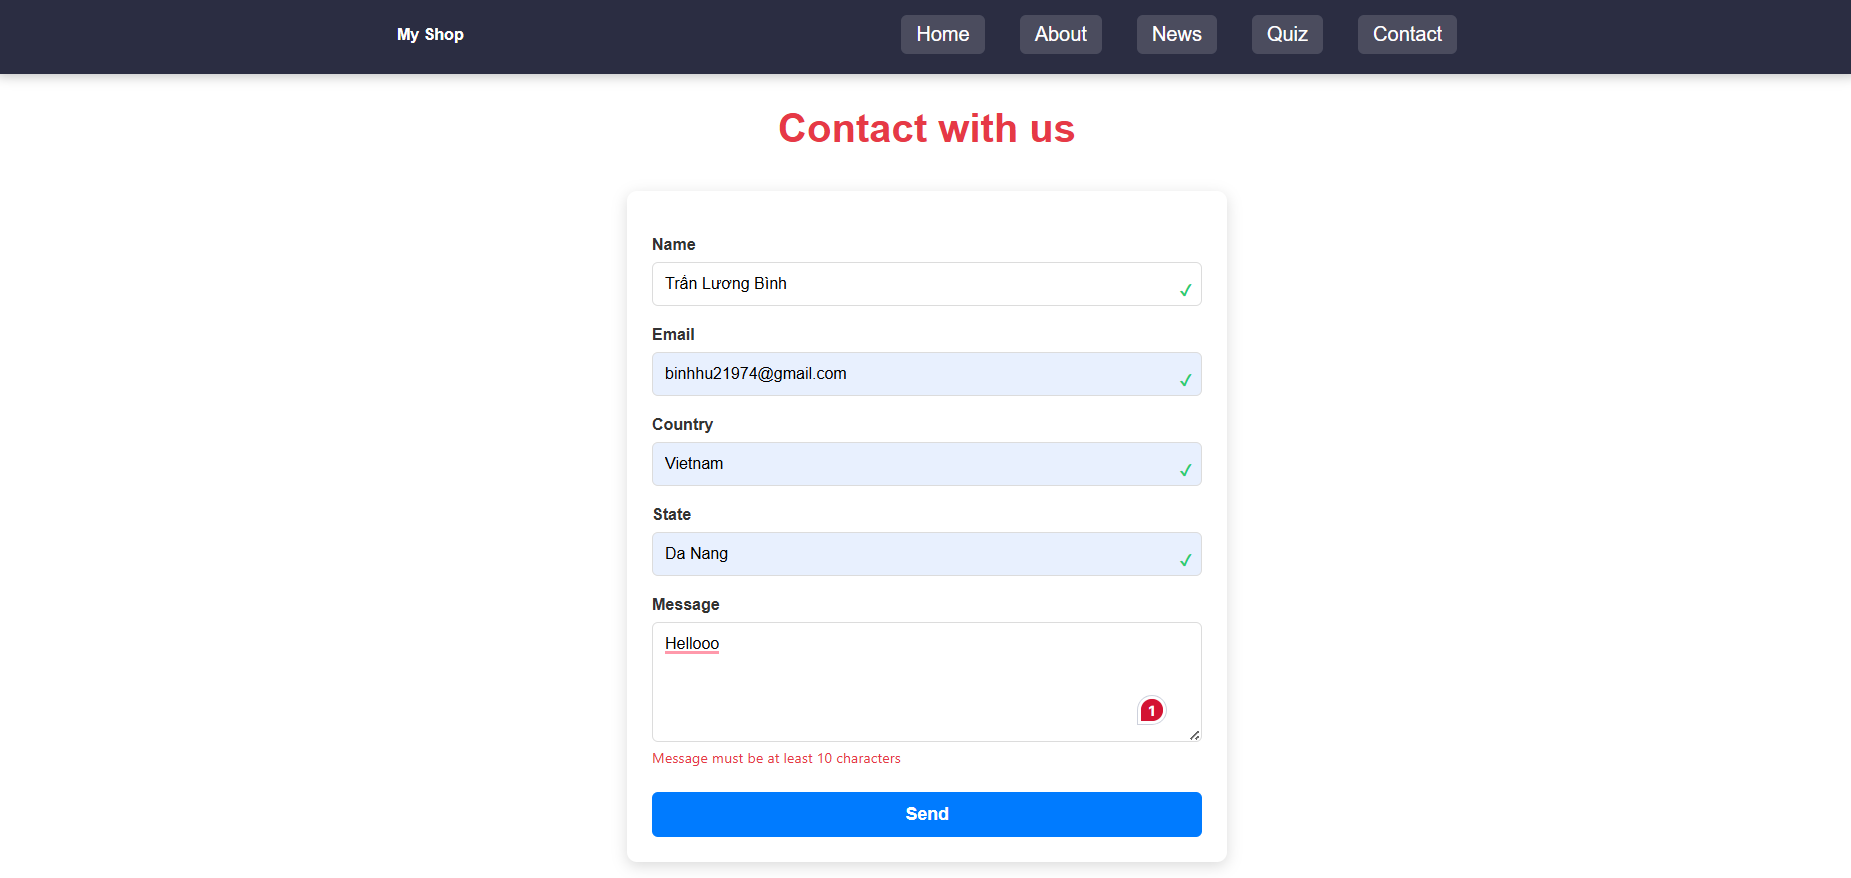 My Shop
Home About News Quiz Contact
Contact with us
Name
Trần Lương Bình
Email
binhhu21974@gmail.com
Country
Vietnam
State
Da Nang
Message
Hellooo
1
Message must be at least 10 characters
Send